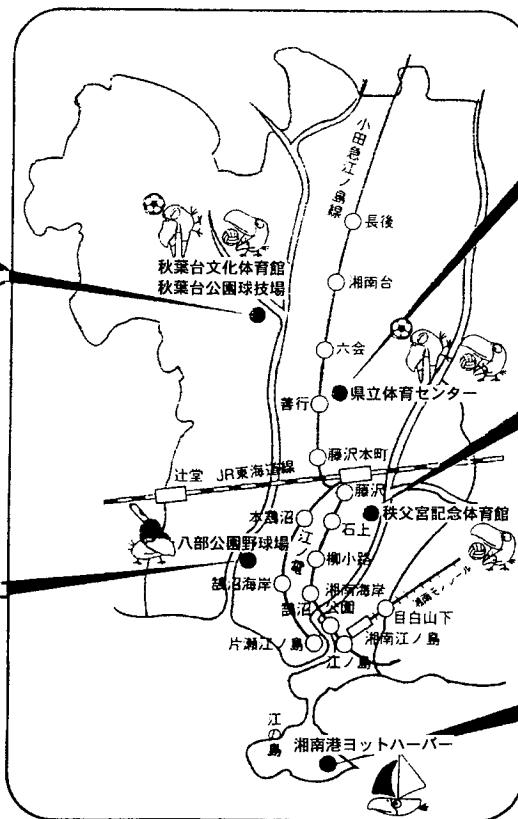 小田急江ノ島線
長後
秋葉台文化体育館
秋葉台公園球技場
湘南台
六会
県立体育センター
善行
藤沢本町
辻堂 JR東海道線
藤沢
本鵠沼
江ノ電
石上
秩父宮記念体育館
八部公園野球場
柳小路
鵠沼海岸
鵠沼
湘南海岸
公園
湘南モノレール
目白山下
片瀬江ノ島
江ノ島
湘南江ノ島
江の島
湘南港ヨットハーバー